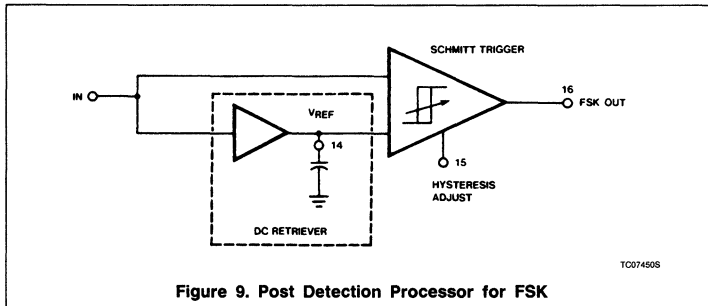 SCHMITT TRIGGER
IN
VREF
14
16
FSK OUT
15
HYSTERESIS
ADJUST
DC RETRIEVER
TC07450S
Figure 9. Post Detection Processor for FSK